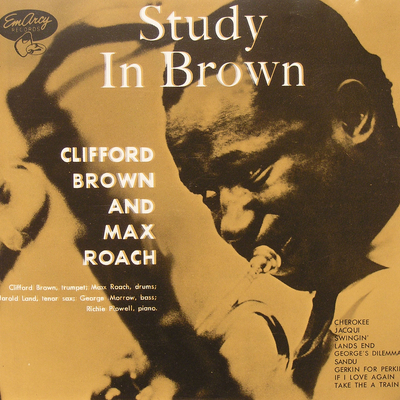 EmArcy
RECORDS
Study
In Brown
CLIFFORD
BROWN
AND
MAX
ROACH
Clifford Brown, trumpet; Max Roach, drums;
Harold Land, tenor sax; George Morrow, bass;
Richie Powell, piano.
CHEROKEE
JACQUI
SWINGIN'
LANDS END
GEORGE'S DILEMMA
SANDU
GERKIN FOR PERKIN
IF I LOVE AGAIN
TAKE THE A TRAIN